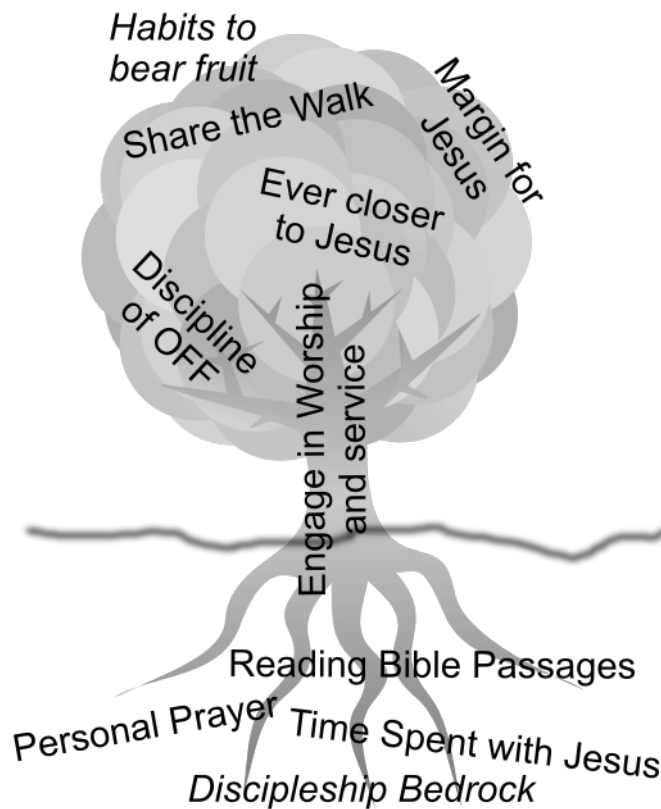 Habits to
bear fruit
Share the Walk
Margin for
Jesus
Ever closer
to Jesus
Discipline
of OFF
Engage in Worship
and service
Reading Bible Passages
Personal Prayer
Time Spent with Jesus
Discipleship Bedrock